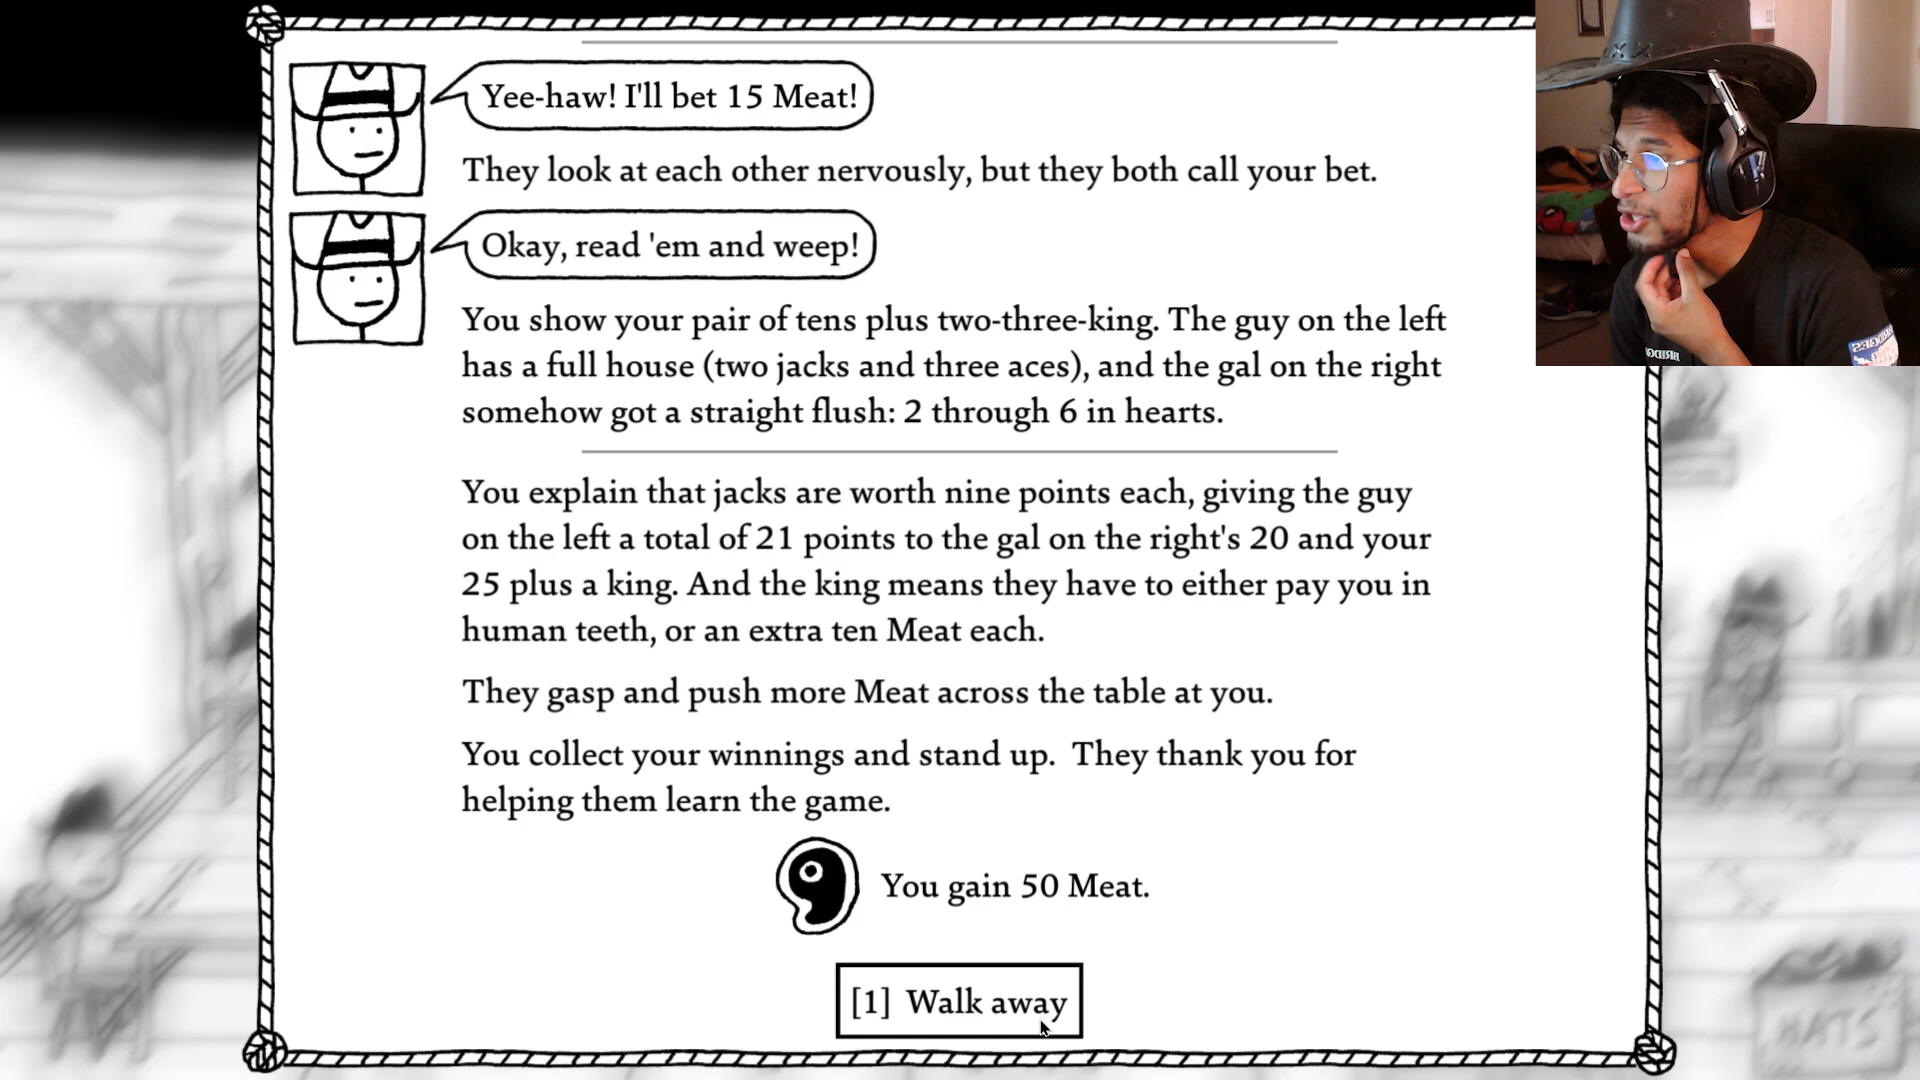 Yee-haw! I'll bet 15 Meat!
They look at each other nervously, but they both call your bet.
Okay, read 'em and weep!
You show your pair of tens plus two-three-king. The guy on the left
has a full house (two jacks and three aces), and the gal on the right
somehow got a straight flush: 2 through 6 in hearts.
You explain that jacks are worth nine points each, giving the guy
on the left a total of 21 points to the gal on the right's 20 and your
25 plus a king. And the king means they have to either pay you in
human teeth, or an extra ten Meat each.
They gasp and push more Meat across the table at you.
You collect your winnings and stand up.  They thank you for
helping them learn the game.
You gain 50 Meat.
[1] Walk away
HATS